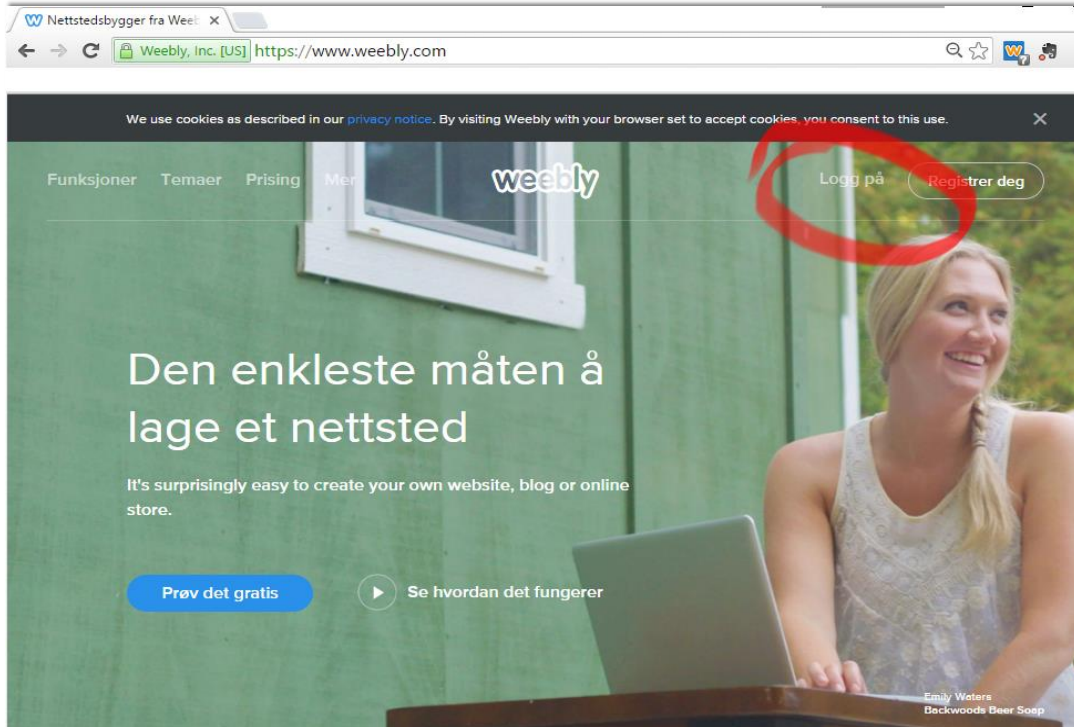 Nettstedsbygger fra Weeb
Weebly, Inc. [US] https://www.weebly.com
We use cookies as described in our privacy notice. By visiting Weebly with your browser set to accept cookies, you consent to this use.
Funksjoner Temaer Prising Mer weebly Logg på Registrer deg
Den enkleste måten å
lage et nettsted
It's surprisingly easy to create your own website, blog or online
store.
Prøv det gratis Se hvordan det fungerer
Emily Waters
Backwoods Beer Soap